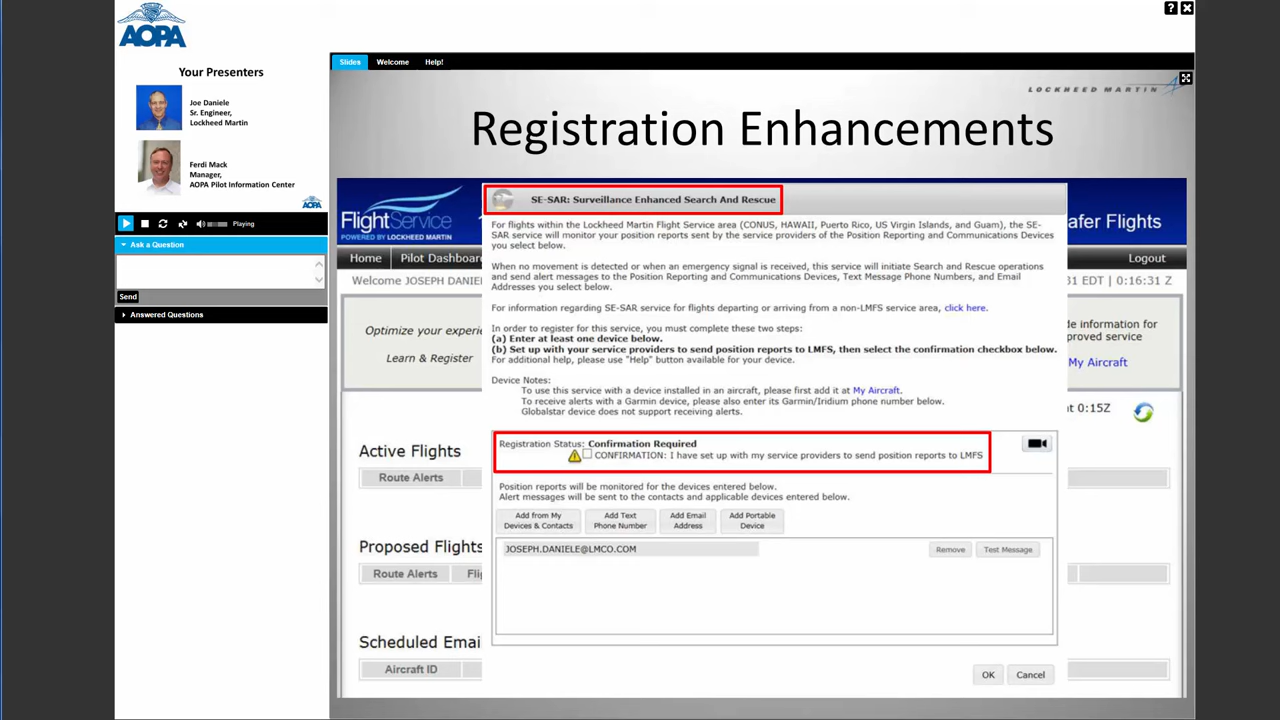 AOPA
Your Presenters
Joe Daniele
Sr. Engineer,
Lockheed Martin
Ferdi Mack
Manager,
AOPA Pilot Information Center
Playing
Ask a Question
Send
Answered Questions
Slides Welcome Help!
LOCKHEED MARTIN
Registration Enhancements
FlightService
POWERED BY LOCKHEED MARTIN
afer Flights
Home Pilot Dashboar
Logout
Welcome JOSEPH DANIE
31 EDT | 0:16:31 Z
Optimize your experi
Learn & Register
de information for
proved service
My Aircraft
at 0:15Z
Active Flights
Route Alerts
Proposed Flights
Route Alerts Fli
Scheduled Emai
Aircraft ID
SE-SAR: Surveillance Enhanced Search And Rescue
For flights within the Lockheed Martin Flight Service area (CONUS, HAWAII, Puerto Rico, US Virgin Islands, and Guam), the SE-
SAR service will monitor your position reports sent by the service providers of the Position Reporting and Communications Devices
you select below.
When no movement is detected or when an emergency signal is received, this service will initiate Search and Rescue operations
and send alert messages to the Position Reporting and Communications Devices, Text Message Phone Numbers, and Email
Addresses you select below.
For information regarding SE-SAR service for flights departing or arriving from a non-LMFS service area, click here.
In order to register for this service, you must complete these two steps:
(a) Enter at least one device below.
(b) Set up with your service providers to send position reports to LMFS, then select the confirmation checkbox below.
For additional help, please use "Help" button available for your device.
Device Notes:
To use this service with a device installed in an aircraft, please first add it at My Aircraft.
To receive alerts with a Garmin device, please also enter its Garmin/Iridium phone number below.
Globalstar device does not support receiving alerts.
Registration Status: Confirmation Required
CONFIRMATION: I have set up with my service providers to send position reports to LMFS
Position reports will be monitored for the devices entered below.
Alert messages will be sent to the contacts and applicable devices entered below.
Add from My Devices & Contacts
Add Text Phone Number
Add Email Address
Add Portable Device
JOSEPH.DANIELE@LMCO.COM
Remove Test Message
OK Cancel